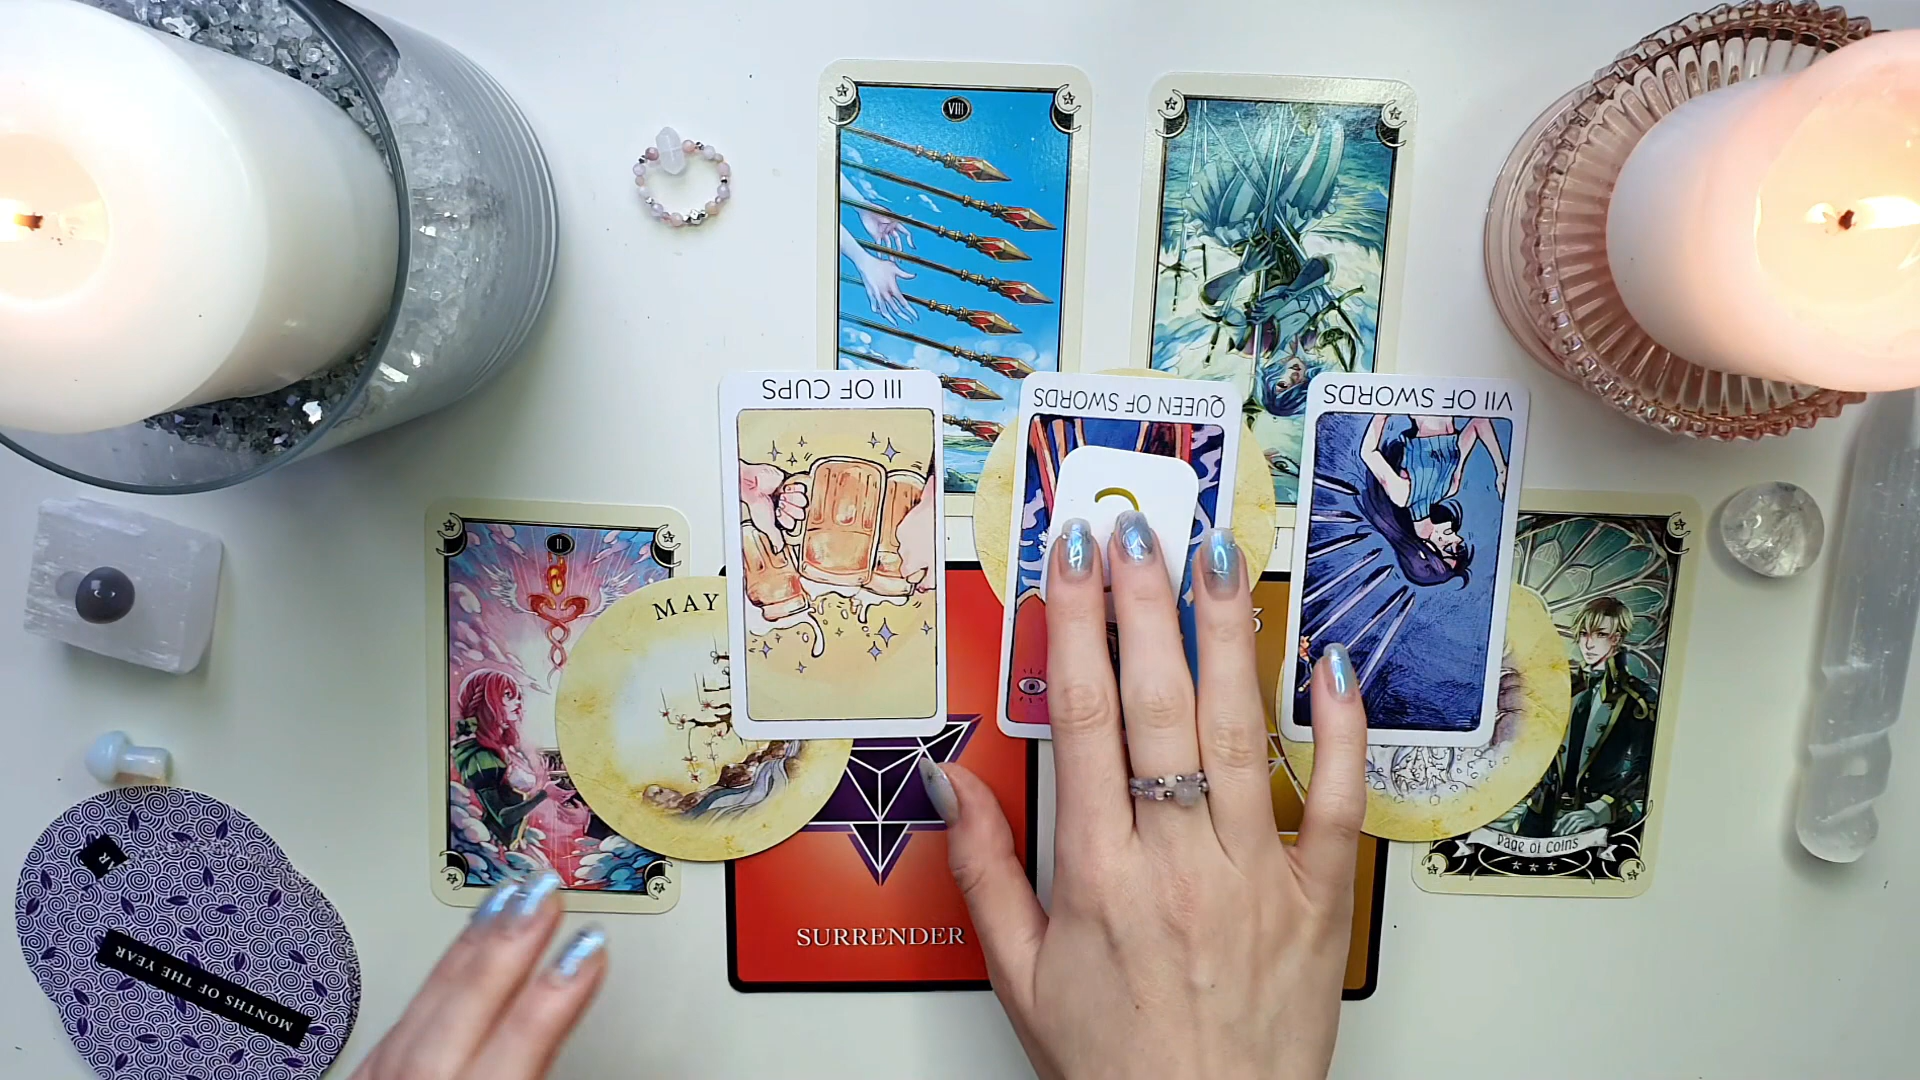 VIII
III OF CUPS
QUEEN OF SWORDS
VII OF SWORDS
II
MAY
3
Page of Coins
SURRENDER
MONTHS OF THE YEAR